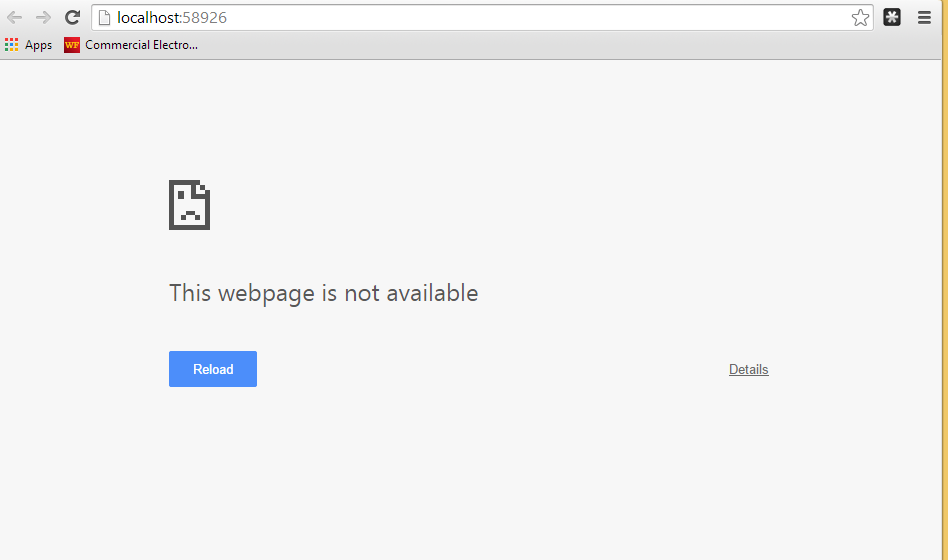 localhost:58926
Apps WF Commercial Electro...
This webpage is not available
Reload Details